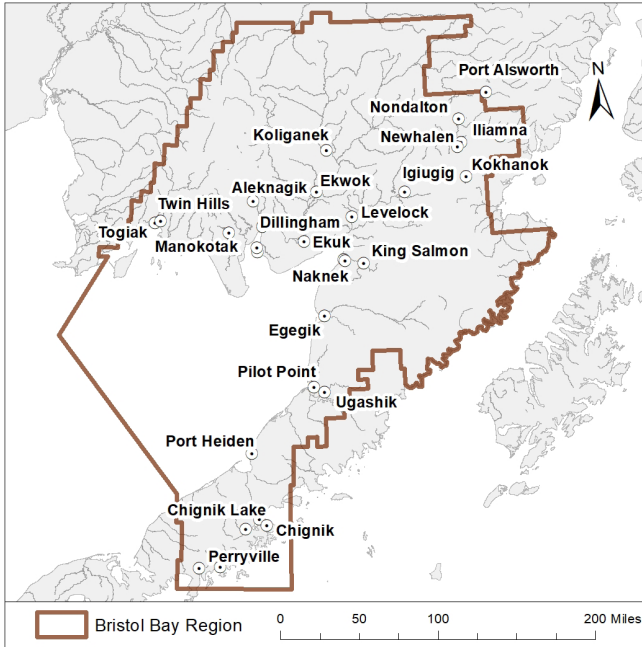 Port Alsworth
N
Nondalton
Newhalen
Iliamna
Koliganek
Igiugig
Kokhanok
Aleknagik
Ekwok
Twin Hills
Levelock
Togiak
Dillingham
Manokotak
Ekuk
King Salmon
Naknek
Egegik
Pilot Point
Ugashik
Port Heiden
Chignik Lake
Chignik
Perryville
Bristol Bay Region
0 50 100 200 Miles